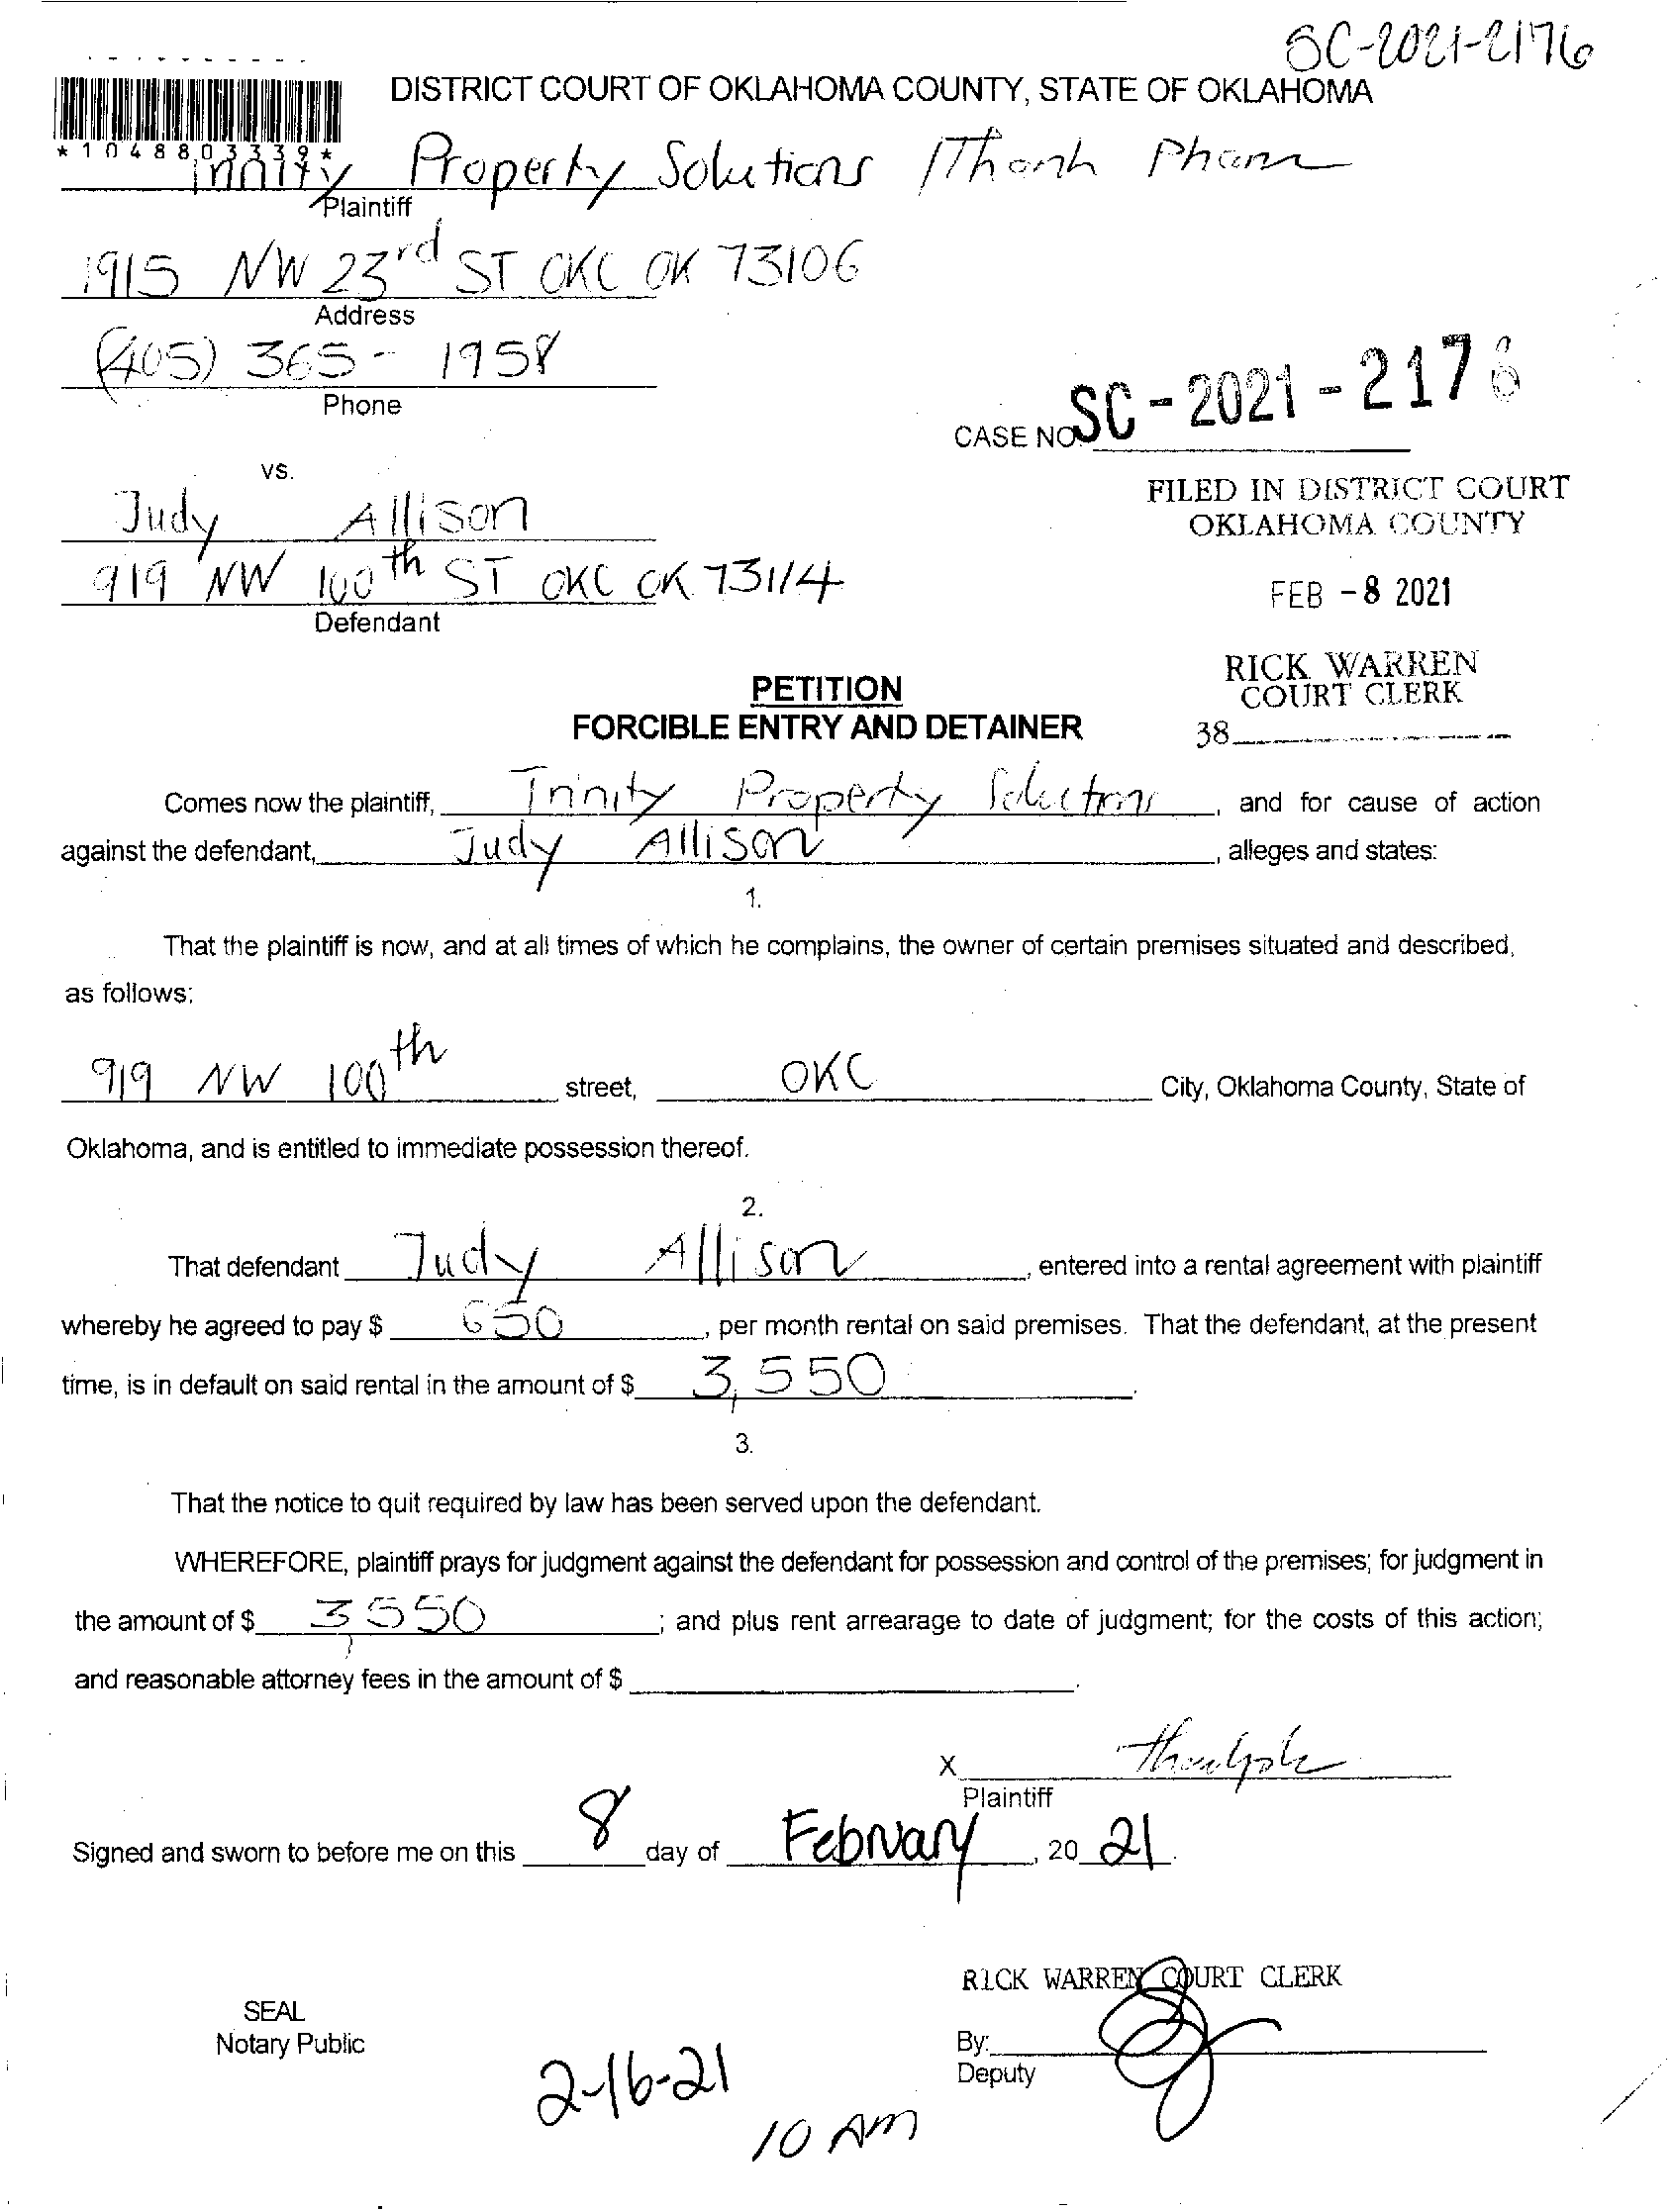 SC-2021-2176
DISTRICT COURT OF OKLAHOMA COUNTY, STATE OF OKLAHOMA
* 1 0 4 8 8 0 3 3 3 9 *
Trinity Property Solutions / Thanh Pham
Plaintiff
1915 NW 23rd ST OKC OK 73106
Address
(405) 365 - 1958
Phone
CASE NO. SC-2021-2176
vs.
FILED IN DISTRICT COURT
OKLAHOMA COUNTY
Judy Allison
919 NW 100th ST OKC OK 73114
Defendant
FEB -8 2021
RICK WARREN
COURT CLERK
38
PETITION
FORCIBLE ENTRY AND DETAINER
Comes now the plaintiff, Trinity Property Solutions, and for cause of action
against the defendant, Judy Allison, alleges and states:
1.
That the plaintiff is now, and at all times of which he complains, the owner of certain premises situated and described,
as follows:
919 NW 100th street, OKC City, Oklahoma County, State of
Oklahoma, and is entitled to immediate possession thereof.
2.
That defendant Judy Allison, entered into a rental agreement with plaintiff
whereby he agreed to pay $ 650, per month rental on said premises. That the defendant, at the present
time, is in default on said rental in the amount of $ 3,550.
3.
That the notice to quit required by law has been served upon the defendant.
WHEREFORE, plaintiff prays for judgment against the defendant for possession and control of the premises; for judgment in
the amount of $ 3,550; and plus rent arrearage to date of judgment; for the costs of this action;
and reasonable attorney fees in the amount of $ .
X
Plaintiff
Signed and sworn to before me on this 8 day of February, 20 21.
RICK WARREN COURT CLERK
SEAL
Notary Public
By:
Deputy
2-16-21
10 AM